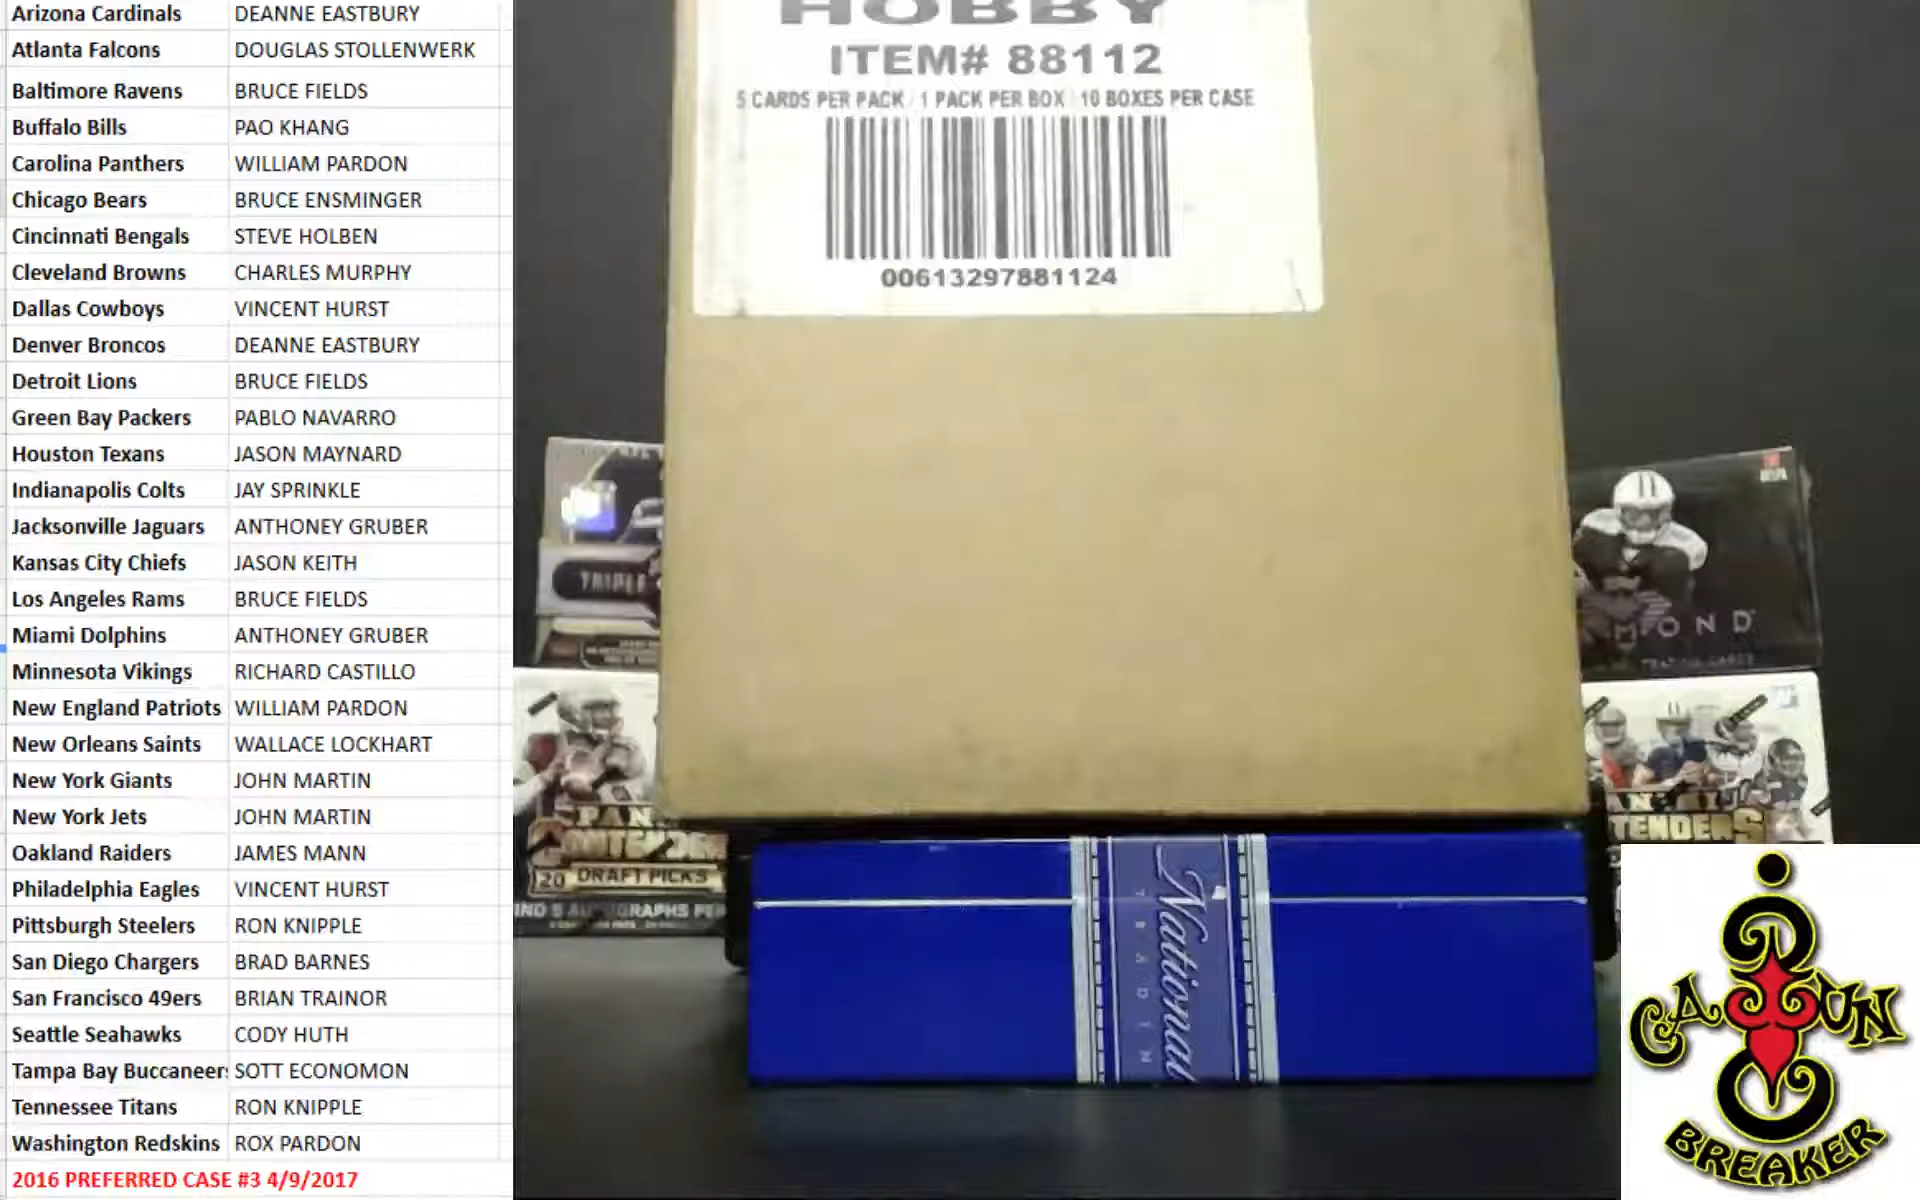 Arizona Cardinals DEANNE EASTBURY
Atlanta Falcons DOUGLAS STOLLENWERK
Baltimore Ravens BRUCE FIELDS
Buffalo Bills PAO KHANG
Carolina Panthers WILLIAM PARDON
Chicago Bears BRUCE ENSMINGER
Cincinnati Bengals STEVE HOLBEN
Cleveland Browns CHARLES MURPHY
Dallas Cowboys VINCENT HURST
Denver Broncos DEANNE EASTBURY
Detroit Lions BRUCE FIELDS
Green Bay Packers PABLO NAVARRO
Houston Texans JASON MAYNARD
Indianapolis Colts JAY SPRINKLE
Jacksonville Jaguars ANTHONEY GRUBER
Kansas City Chiefs JASON KEITH
Los Angeles Rams BRUCE FIELDS
Miami Dolphins ANTHONEY GRUBER
Minnesota Vikings RICHARD CASTILLO
New England Patriots WILLIAM PARDON
New Orleans Saints WALLACE LOCKHART
New York Giants JOHN MARTIN
New York Jets JOHN MARTIN
Oakland Raiders JAMES MANN
Philadelphia Eagles VINCENT HURST
Pittsburgh Steelers RON KNIPPLE
San Diego Chargers BRAD BARNES
San Francisco 49ers BRIAN TRAINOR
Seattle Seahawks CODY HUTH
Tampa Bay Buccaneers SOTT ECONOMON
Tennessee Titans RON KNIPPLE
Washington Redskins ROX PARDON
2016 PREFERRED CASE #3 4/9/2017
HOBBY
ITEM# 88112
5 CARDS PER PACK / 1 PACK PER BOX / 10 BOXES PER CASE
00613297881124
TRIPLE
DRAFT PICKS
MOND
TRADING CARDS
TENDERS
National
TRADIN
CAJUN
BREAKER